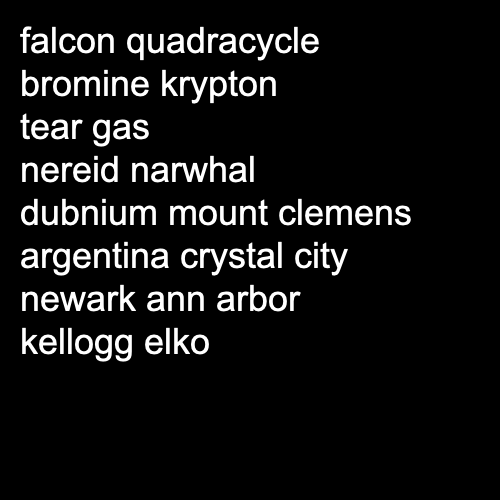 falcon quadracycle
bromine krypton
tear gas
nereid narwhal
dubnium mount clemens
argentina crystal city
newark ann arbor
kellogg elko